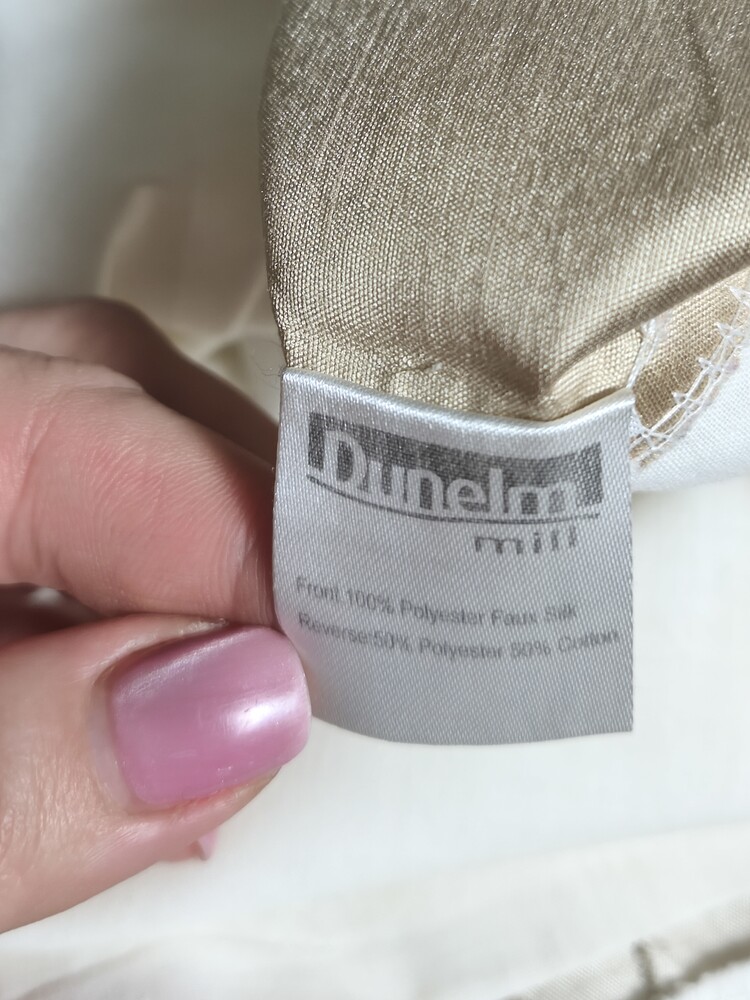 Dunelm
mill
Front:100% Polyester Faux Silk
Reverse:50% Polyester 50% Cotton